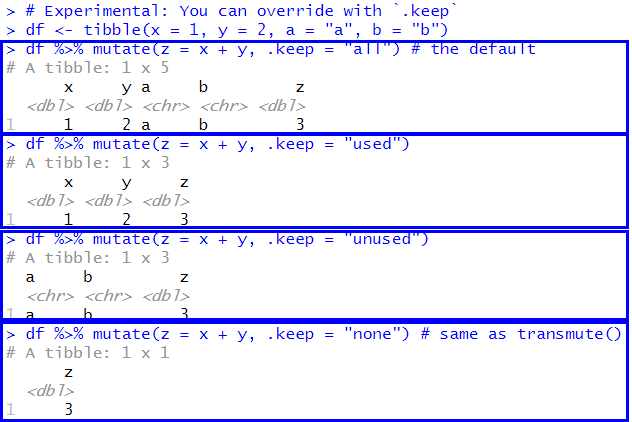 > # Experimental: You can override with `.keep`
> df <- tibble(x = 1, y = 2, a = "a", b = "b")
> df %>% mutate(z = x + y, .keep = "all") # the default
# A tibble: 1 x 5
x y a b z
<dbl> <dbl> <chr> <chr> <dbl>
1 1 2 a b 3
> df %>% mutate(z = x + y, .keep = "used")
# A tibble: 1 x 3
x y z
<dbl> <dbl> <dbl>
1 1 2 3
> df %>% mutate(z = x + y, .keep = "unused")
# A tibble: 1 x 3
a b z
<chr> <chr> <dbl>
1 a b 3
> df %>% mutate(z = x + y, .keep = "none") # same as transmute()
# A tibble: 1 x 1
z
<dbl>
1 3